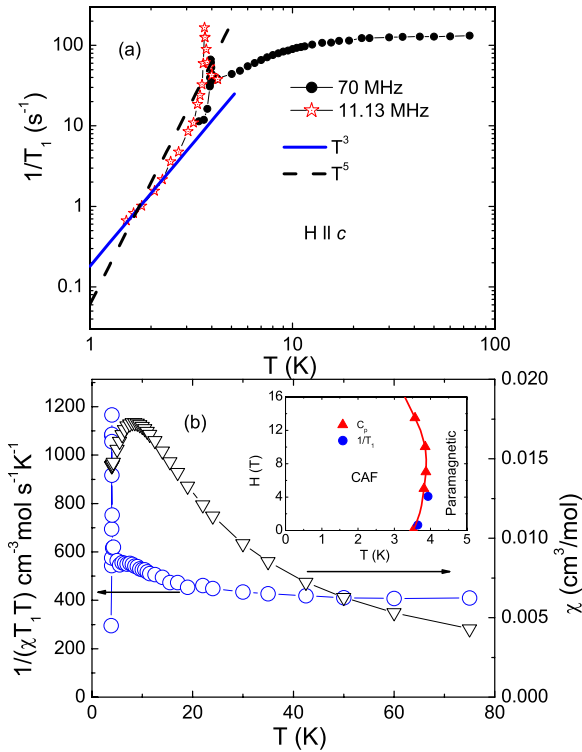 (a)
1/T₁ (s⁻¹)
100
10
1
0.1
70 MHz
11.13 MHz
T³
T⁵
H II c
1
10
100
T (K)
(b)
1/(χT₁T) cm⁻³mol s⁻¹K⁻¹
1200
1000
800
600
400
200
0
0.020
0.015
0.010
0.005
0.000
χ (cm³/mol)
H (T)
16
12
8
4
0
Cₚ
1/T₁
CAF
Paramagnetic
0
1
2
3
4
5
T (K)
0
20
40
60
80
T (K)